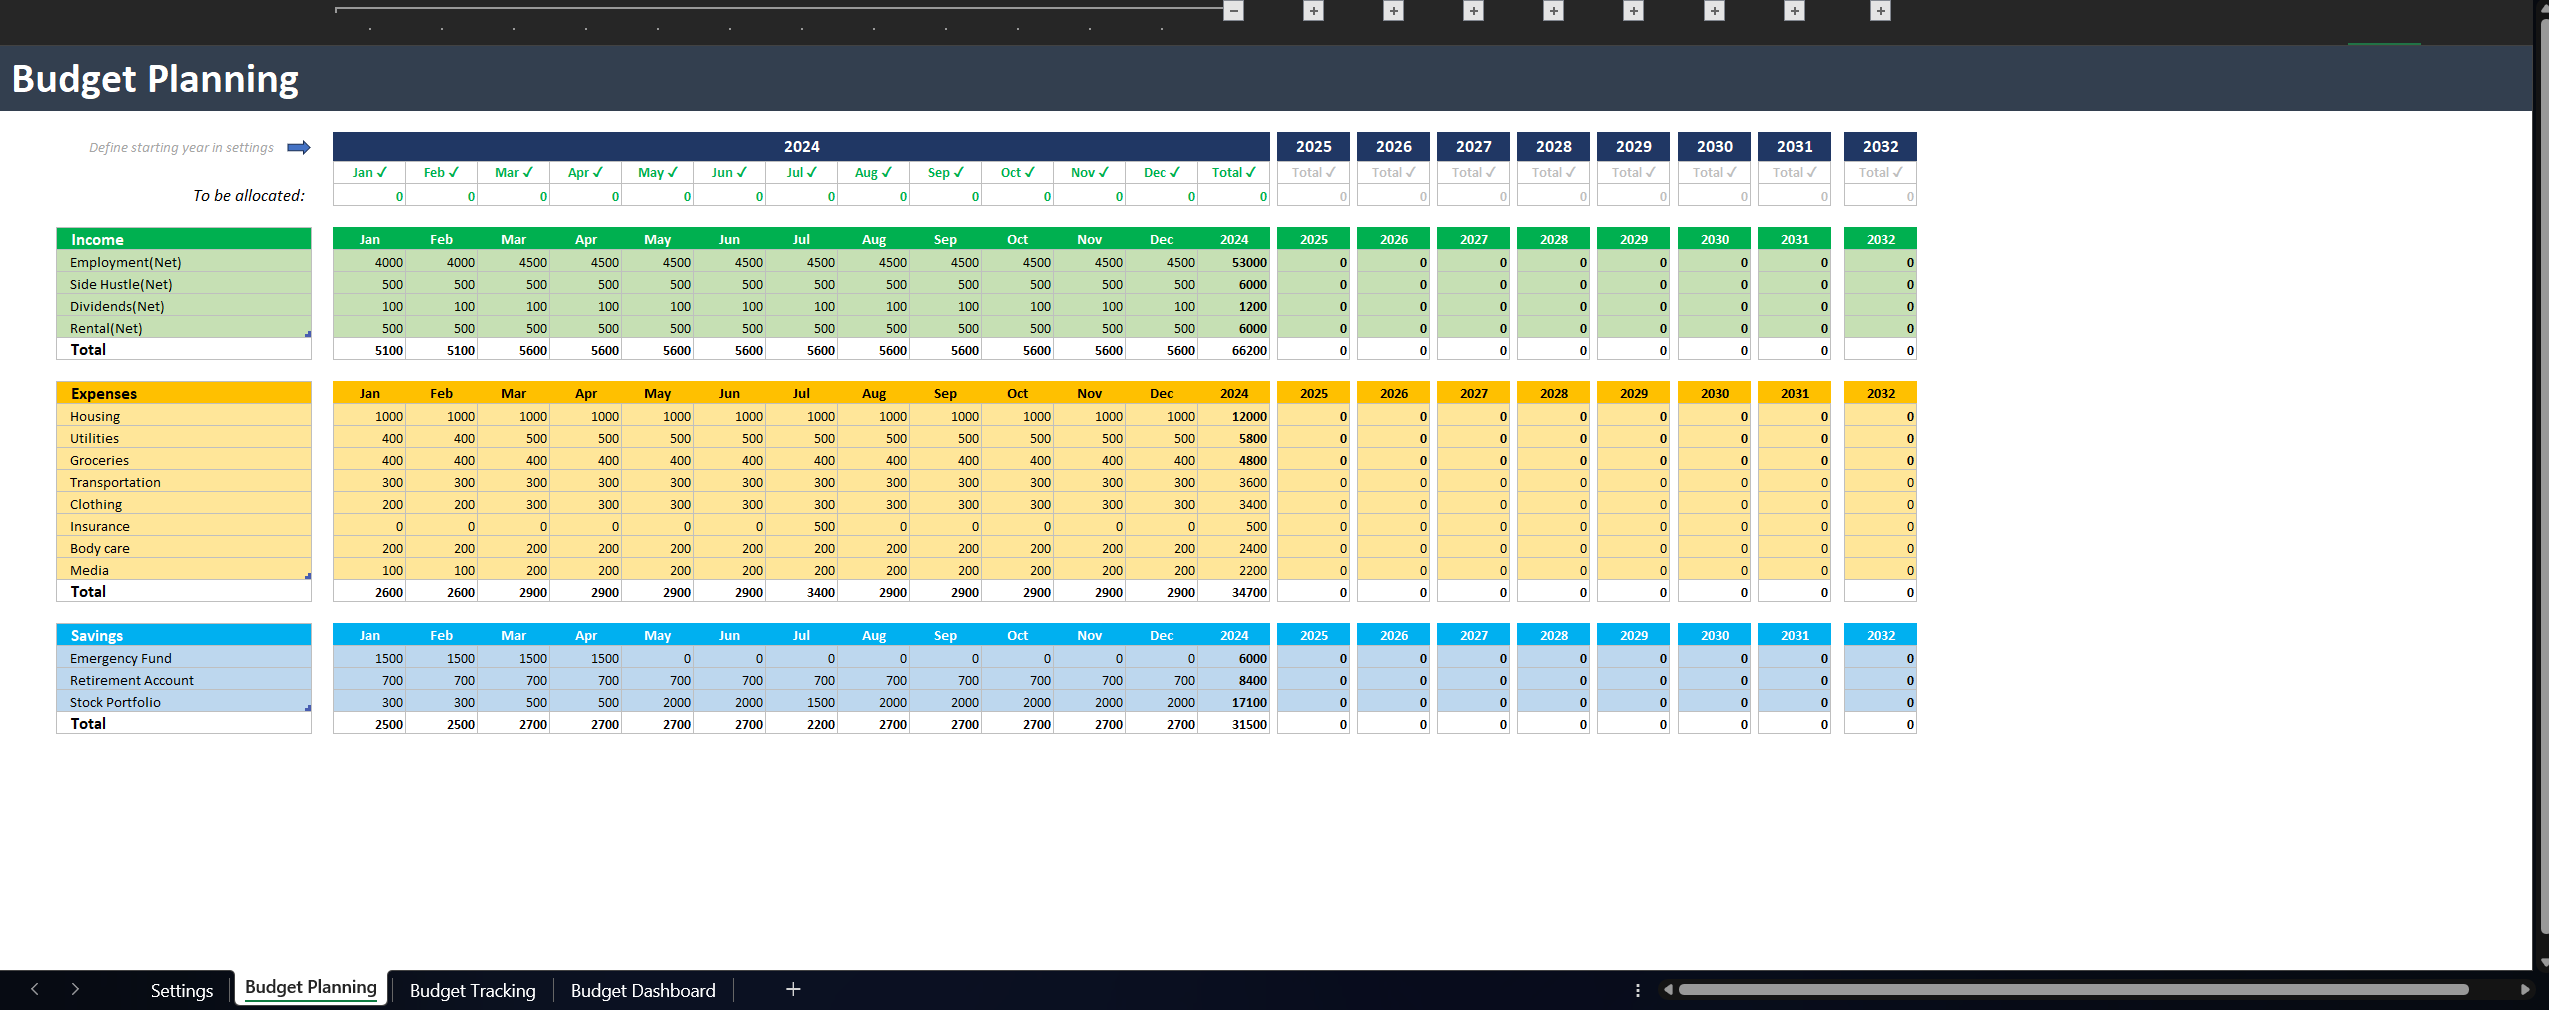 Budget Planning
Define starting year in settings 2024 2025 2026 2027 2028 2029 2030 2031 2032
Jan ✓ Feb ✓ Mar ✓ Apr ✓ May ✓ Jun ✓ Jul ✓ Aug ✓ Sep ✓ Oct ✓ Nov ✓ Dec ✓ Total ✓ Total ✓ Total ✓ Total ✓ Total ✓ Total ✓ Total ✓ Total ✓ Total ✓
To be allocated: 0 0 0 0 0 0 0 0 0 0 0 0 0 0 0 0 0 0 0 0 0
Income Jan Feb Mar Apr May Jun Jul Aug Sep Oct Nov Dec 2024 2025 2026 2027 2028 2029 2030 2031 2032
Employment(Net) 4000 4000 4500 4500 4500 4500 4500 4500 4500 4500 4500 4500 53000 0 0 0 0 0 0 0 0
Side Hustle(Net) 500 500 500 500 500 500 500 500 500 500 500 500 6000 0 0 0 0 0 0 0 0
Dividends(Net) 100 100 100 100 100 100 100 100 100 100 100 100 1200 0 0 0 0 0 0 0 0
Rental(Net) 500 500 500 500 500 500 500 500 500 500 500 500 6000 0 0 0 0 0 0 0 0
Total 5100 5100 5600 5600 5600 5600 5600 5600 5600 5600 5600 5600 66200 0 0 0 0 0 0 0 0
Expenses Jan Feb Mar Apr May Jun Jul Aug Sep Oct Nov Dec 2024 2025 2026 2027 2028 2029 2030 2031 2032
Housing 1000 1000 1000 1000 1000 1000 1000 1000 1000 1000 1000 1000 12000 0 0 0 0 0 0 0 0
Utilities 400 400 500 500 500 500 500 500 500 500 500 500 5800 0 0 0 0 0 0 0 0
Groceries 400 400 400 400 400 400 400 400 400 400 400 400 4800 0 0 0 0 0 0 0 0
Transportation 300 300 300 300 300 300 300 300 300 300 300 300 3600 0 0 0 0 0 0 0 0
Clothing 200 200 300 300 300 300 300 300 300 300 300 300 3400 0 0 0 0 0 0 0 0
Insurance 0 0 0 0 0 0 500 0 0 0 0 0 500 0 0 0 0 0 0 0 0
Body care 200 200 200 200 200 200 200 200 200 200 200 200 2400 0 0 0 0 0 0 0 0
Media 100 100 200 200 200 200 200 200 200 200 200 200 2200 0 0 0 0 0 0 0 0
Total 2600 2600 2900 2900 2900 2900 3400 2900 2900 2900 2900 2900 34700 0 0 0 0 0 0 0 0
Savings Jan Feb Mar Apr May Jun Jul Aug Sep Oct Nov Dec 2024 2025 2026 2027 2028 2029 2030 2031 2032
Emergency Fund 1500 1500 1500 1500 0 0 0 0 0 0 0 0 6000 0 0 0 0 0 0 0 0
Retirement Account 700 700 700 700 700 700 700 700 700 700 700 700 8400 0 0 0 0 0 0 0 0
Stock Portfolio 300 300 500 500 2000 2000 1500 2000 2000 2000 2000 2000 17100 0 0 0 0 0 0 0 0
Total 2500 2500 2700 2700 2700 2700 2200 2700 2700 2700 2700 2700 31500 0 0 0 0 0 0 0 0
Settings Budget Planning Budget Tracking Budget Dashboard